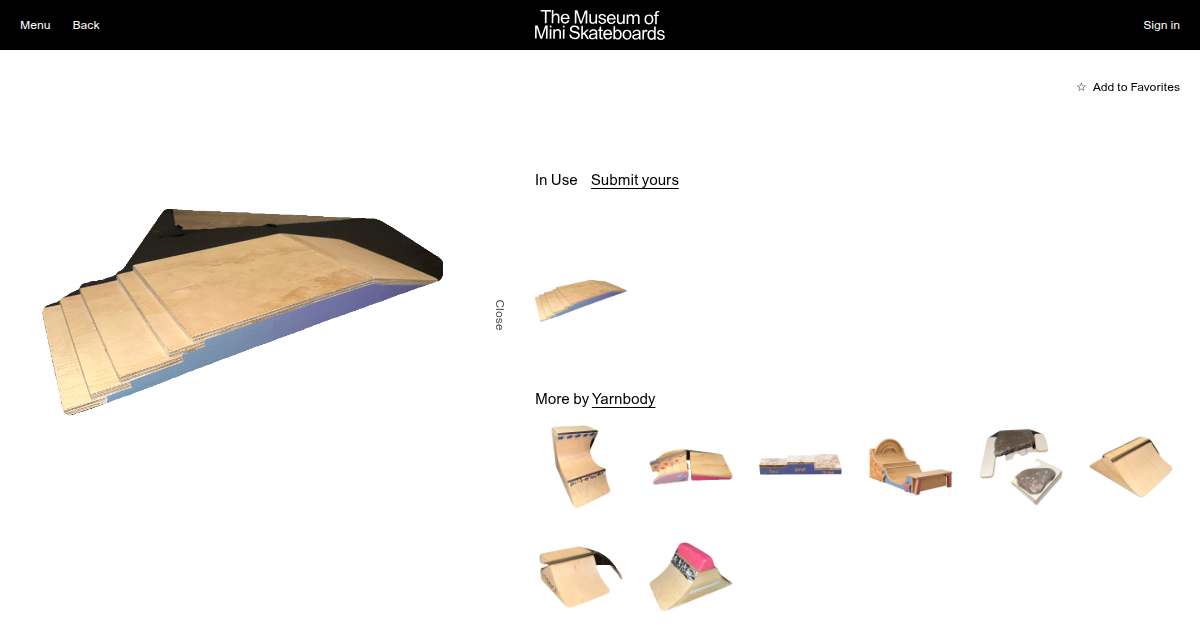 Menu
Back
The Museum of
Mini Skateboards
Sign in
☆ Add to Favorites
In Use
Submit yours
Close
More by Yarnbody